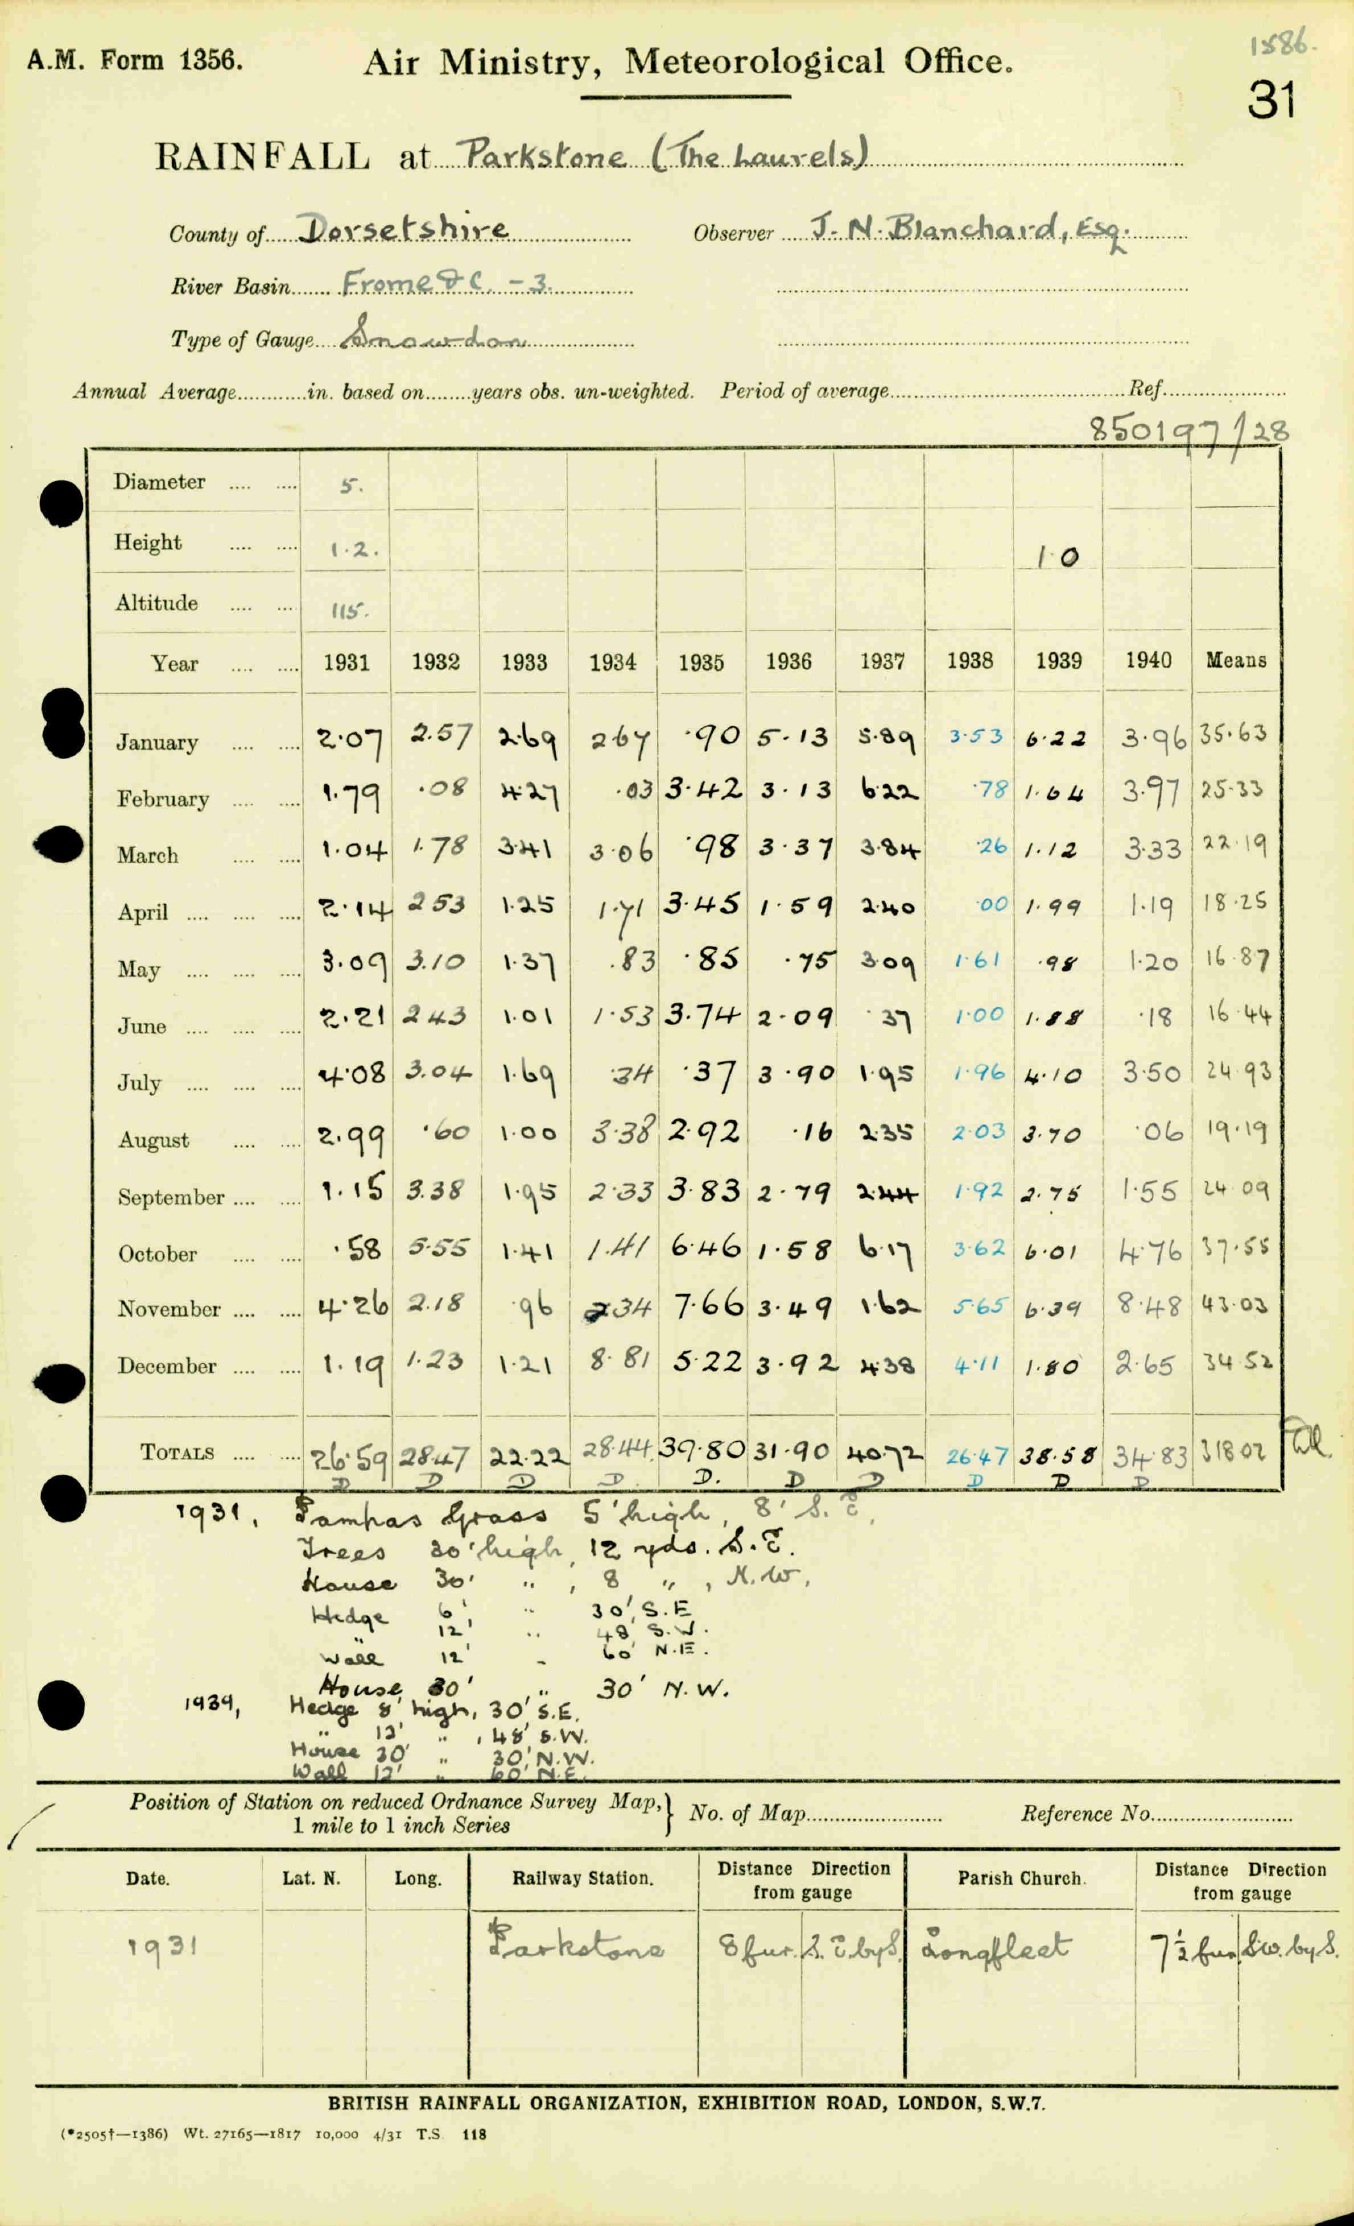 1886.
A.M. Form 1356. Air Ministry, Meteorological Office.
31
RAINFALL at Parkstone (The Laurels)
County of Dorsetshire Observer J. N. Blanchard, Esq.
River Basin Frome &c. - 3.
Type of Gauge Snowdon
Annual Average in. based on years obs. un-weighted. Period of average Ref.
850197/28
Diameter 5.
Height 1.2. 1.0
Altitude 115.
Year 1931 1932 1933 1934 1935 1936 1937 1938 1939 1940 Means
January 2.07 2.57 2.69 2.67 .90 5.13 5.89 3.53 6.22 3.96 35.63
February 1.79 .08 4.27 .03 3.42 3.13 6.22 .78 1.64 3.97 25.33
March 1.04 1.78 3.41 3.06 .98 3.37 3.84 .26 1.12 3.33 22.19
April 2.14 2.53 1.25 1.71 3.45 1.59 2.40 .00 1.99 1.19 18.25
May 3.09 3.10 1.37 .83 .85 .75 3.09 1.61 .98 1.20 16.87
June 2.21 2.43 1.01 1.53 3.74 2.09 .37 1.00 1.88 .18 16.44
July 4.08 3.04 1.69 .34 .37 3.90 1.95 1.96 4.10 3.50 24.93
August 2.99 .60 1.00 3.38 2.92 .16 2.35 2.03 3.70 .06 19.19
September 1.15 3.38 1.95 2.33 3.83 2.79 2.44 1.92 2.75 1.55 24.09
October .58 5.55 1.41 1.41 6.46 1.58 6.17 3.62 6.01 4.76 37.55
November 4.26 2.18 .96 2.34 7.66 3.49 1.62 5.65 6.39 8.48 43.03
December 1.19 1.23 1.21 8.81 5.22 3.92 4.38 4.11 1.80 2.65 34.52
TOTALS 26.59 28.47 22.22 28.44 39.80 31.90 40.72 26.47 38.58 34.83 318.02
D D D D D. D D D D D
1931, Pampas Grass 5' high, 8' S.E.
Trees 20' high, 12 yds. S.E.
House 30' " , 8 " , N.W.
Hedge 6' " 30' S.E
" 12' " 48' S.W.
Wall 12' " 60' N.E.
House 30' " 30' N.W.
1939, Hedge 8' high, 30' S.E.
" 12' " , 48' S.W.
House 30' " 30' N.W.
Wall 12' " 60' N.E.
Position of Station on reduced Ordnance Survey Map, 1 mile to 1 inch Series } No. of Map Reference No.
Date. Lat. N. Long. Railway Station. Distance Direction from gauge Parish Church. Distance Direction from gauge
1931 Parkstone 8 fur. S.E. by S. Longfleet 7½ fur. S.W. by S.
BRITISH RAINFALL ORGANIZATION, EXHIBITION ROAD, LONDON, S.W.7.
(*2505†—1386) Wt. 27165—1817 10,000 4/31 T.S. 118